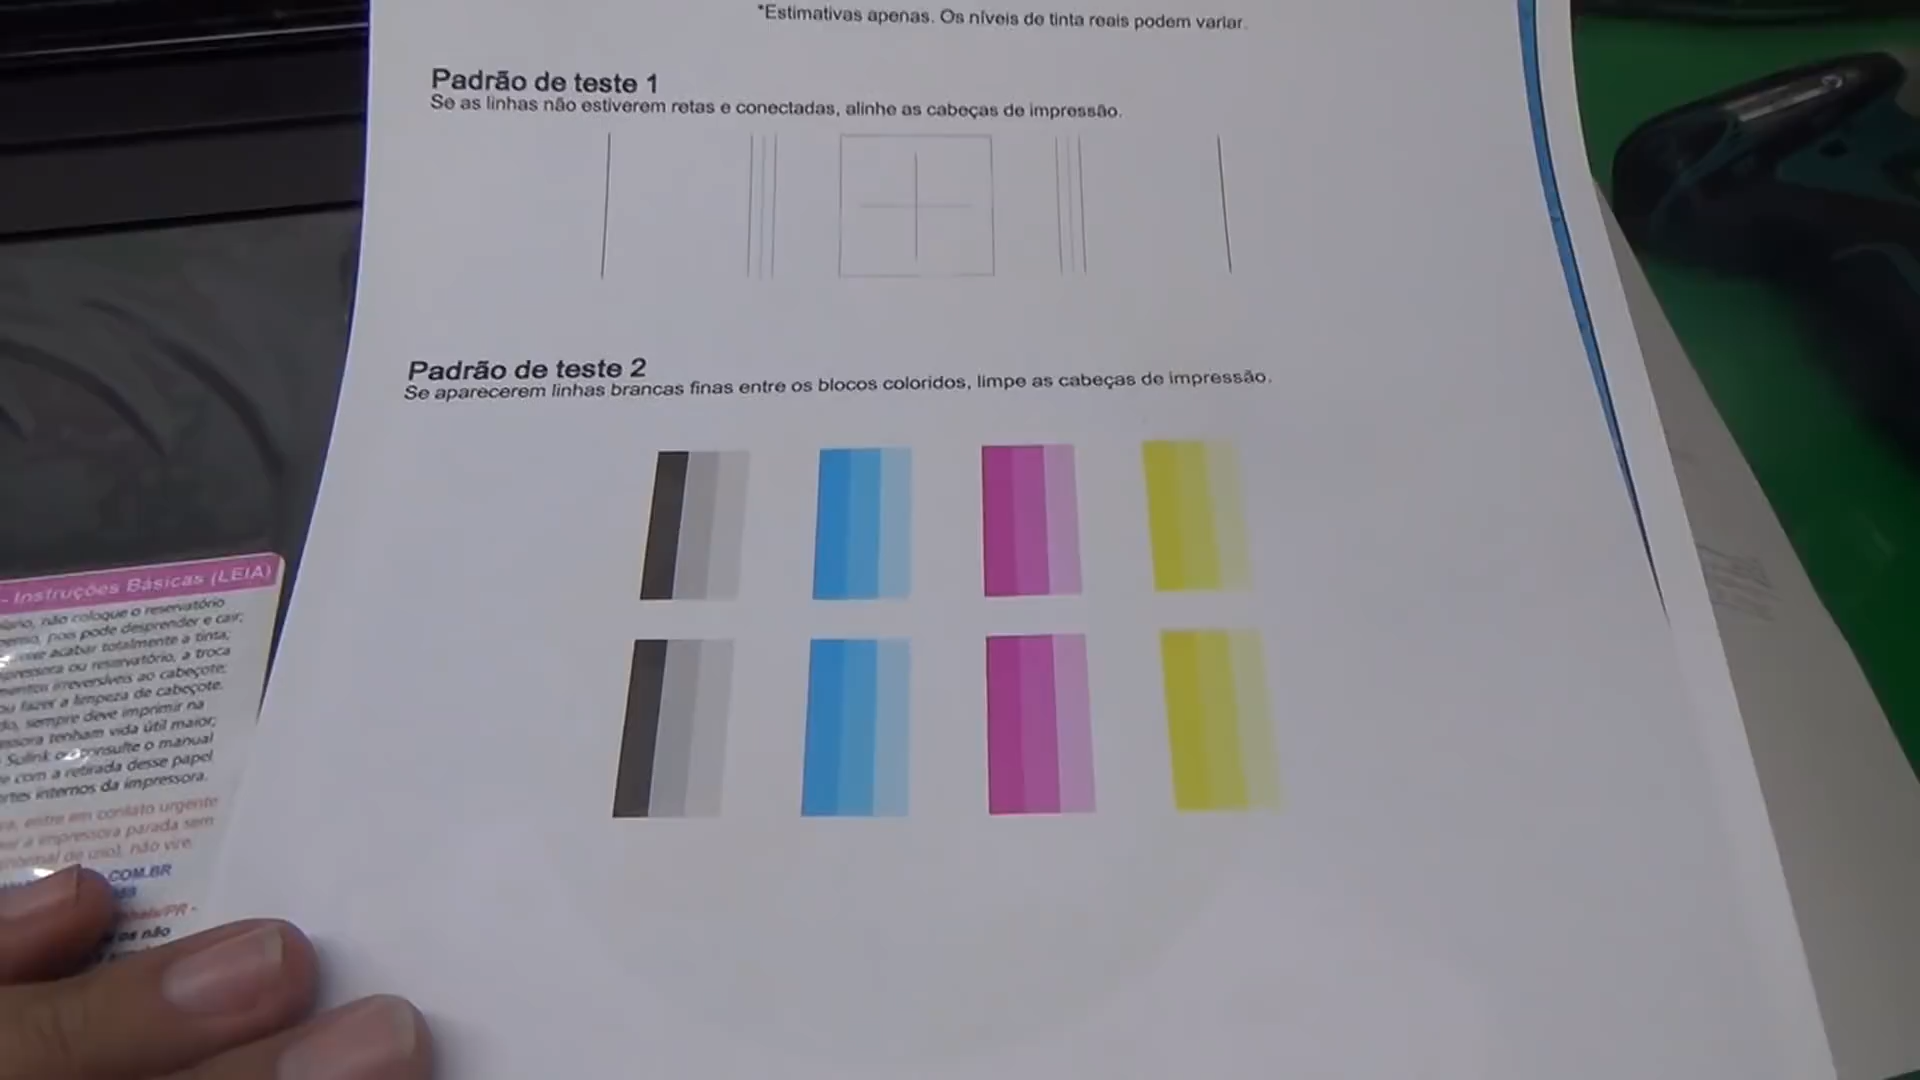 *Estimativas apenas. Os níveis de tinta reais podem variar.
Padrão de teste 1
Se as linhas não estiverem retas e conectadas, alinhe as cabeças de impressão.
Padrão de teste 2
Se aparecerem linhas brancas finas entre os blocos coloridos, limpe as cabeças de impressão.
- Instruções Básicas (LEIA)
não coloque o reservatório
pois pode desprender e cair;
acabar totalmente a tinta;
ou reservatório, a troca
irreversíveis ao cabeçote;
ou fazer a limpeza de cabeçote.
sempre deve imprimir na
tenham vida útil maior;
Sulink consulte o manual
com a retirada desse papel
internos da impressora.
entre em contato urgente
a impressora parada sem
de uso), não vire
.COM.BR
/PR -
os não